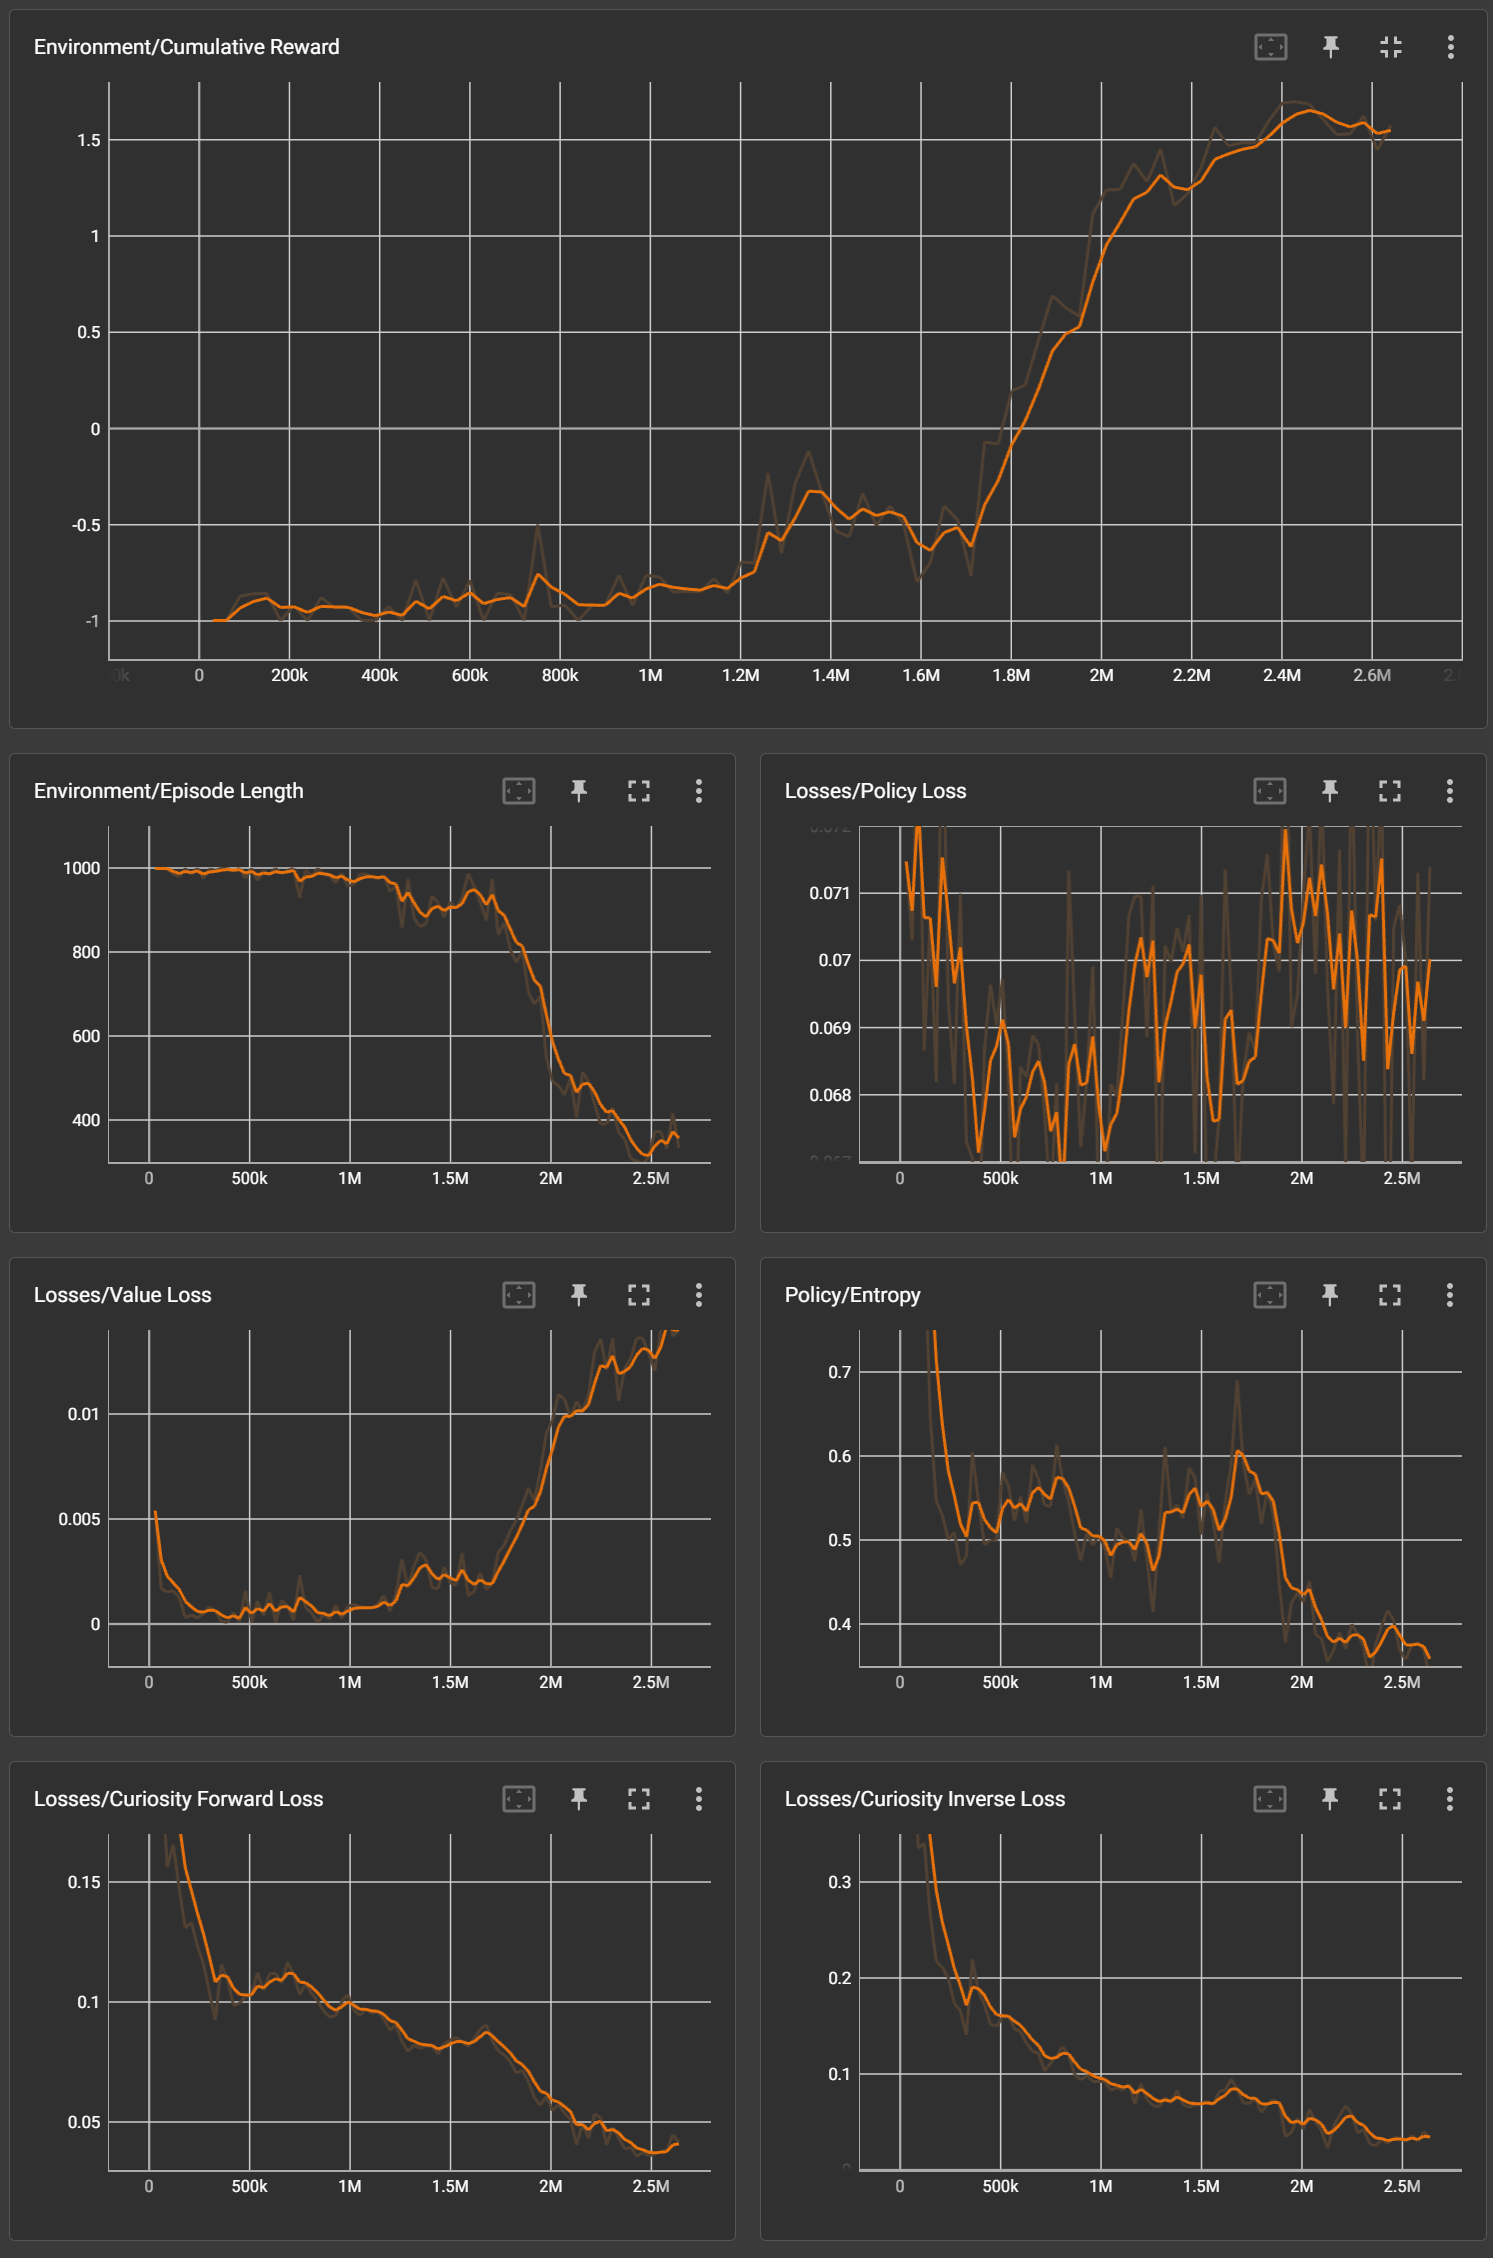 Environment/Cumulative Reward
1.5
1
0.5
0
-0.5
-1
0 200k 400k 600k 800k 1M 1.2M 1.4M 1.6M 1.8M 2M 2.2M 2.4M 2.6M
Environment/Episode Length
1000
800
600
400
0 500k 1M 1.5M 2M 2.5M
Losses/Policy Loss
0.072
0.071
0.07
0.069
0.068
0.067
0 500k 1M 1.5M 2M 2.5M
Losses/Value Loss
0.01
0.005
0
0 500k 1M 1.5M 2M 2.5M
Policy/Entropy
0.7
0.6
0.5
0.4
0 500k 1M 1.5M 2M 2.5M
Losses/Curiosity Forward Loss
0.15
0.1
0.05
0 500k 1M 1.5M 2M 2.5M
Losses/Curiosity Inverse Loss
0.3
0.2
0.1
0
0 500k 1M 1.5M 2M 2.5M